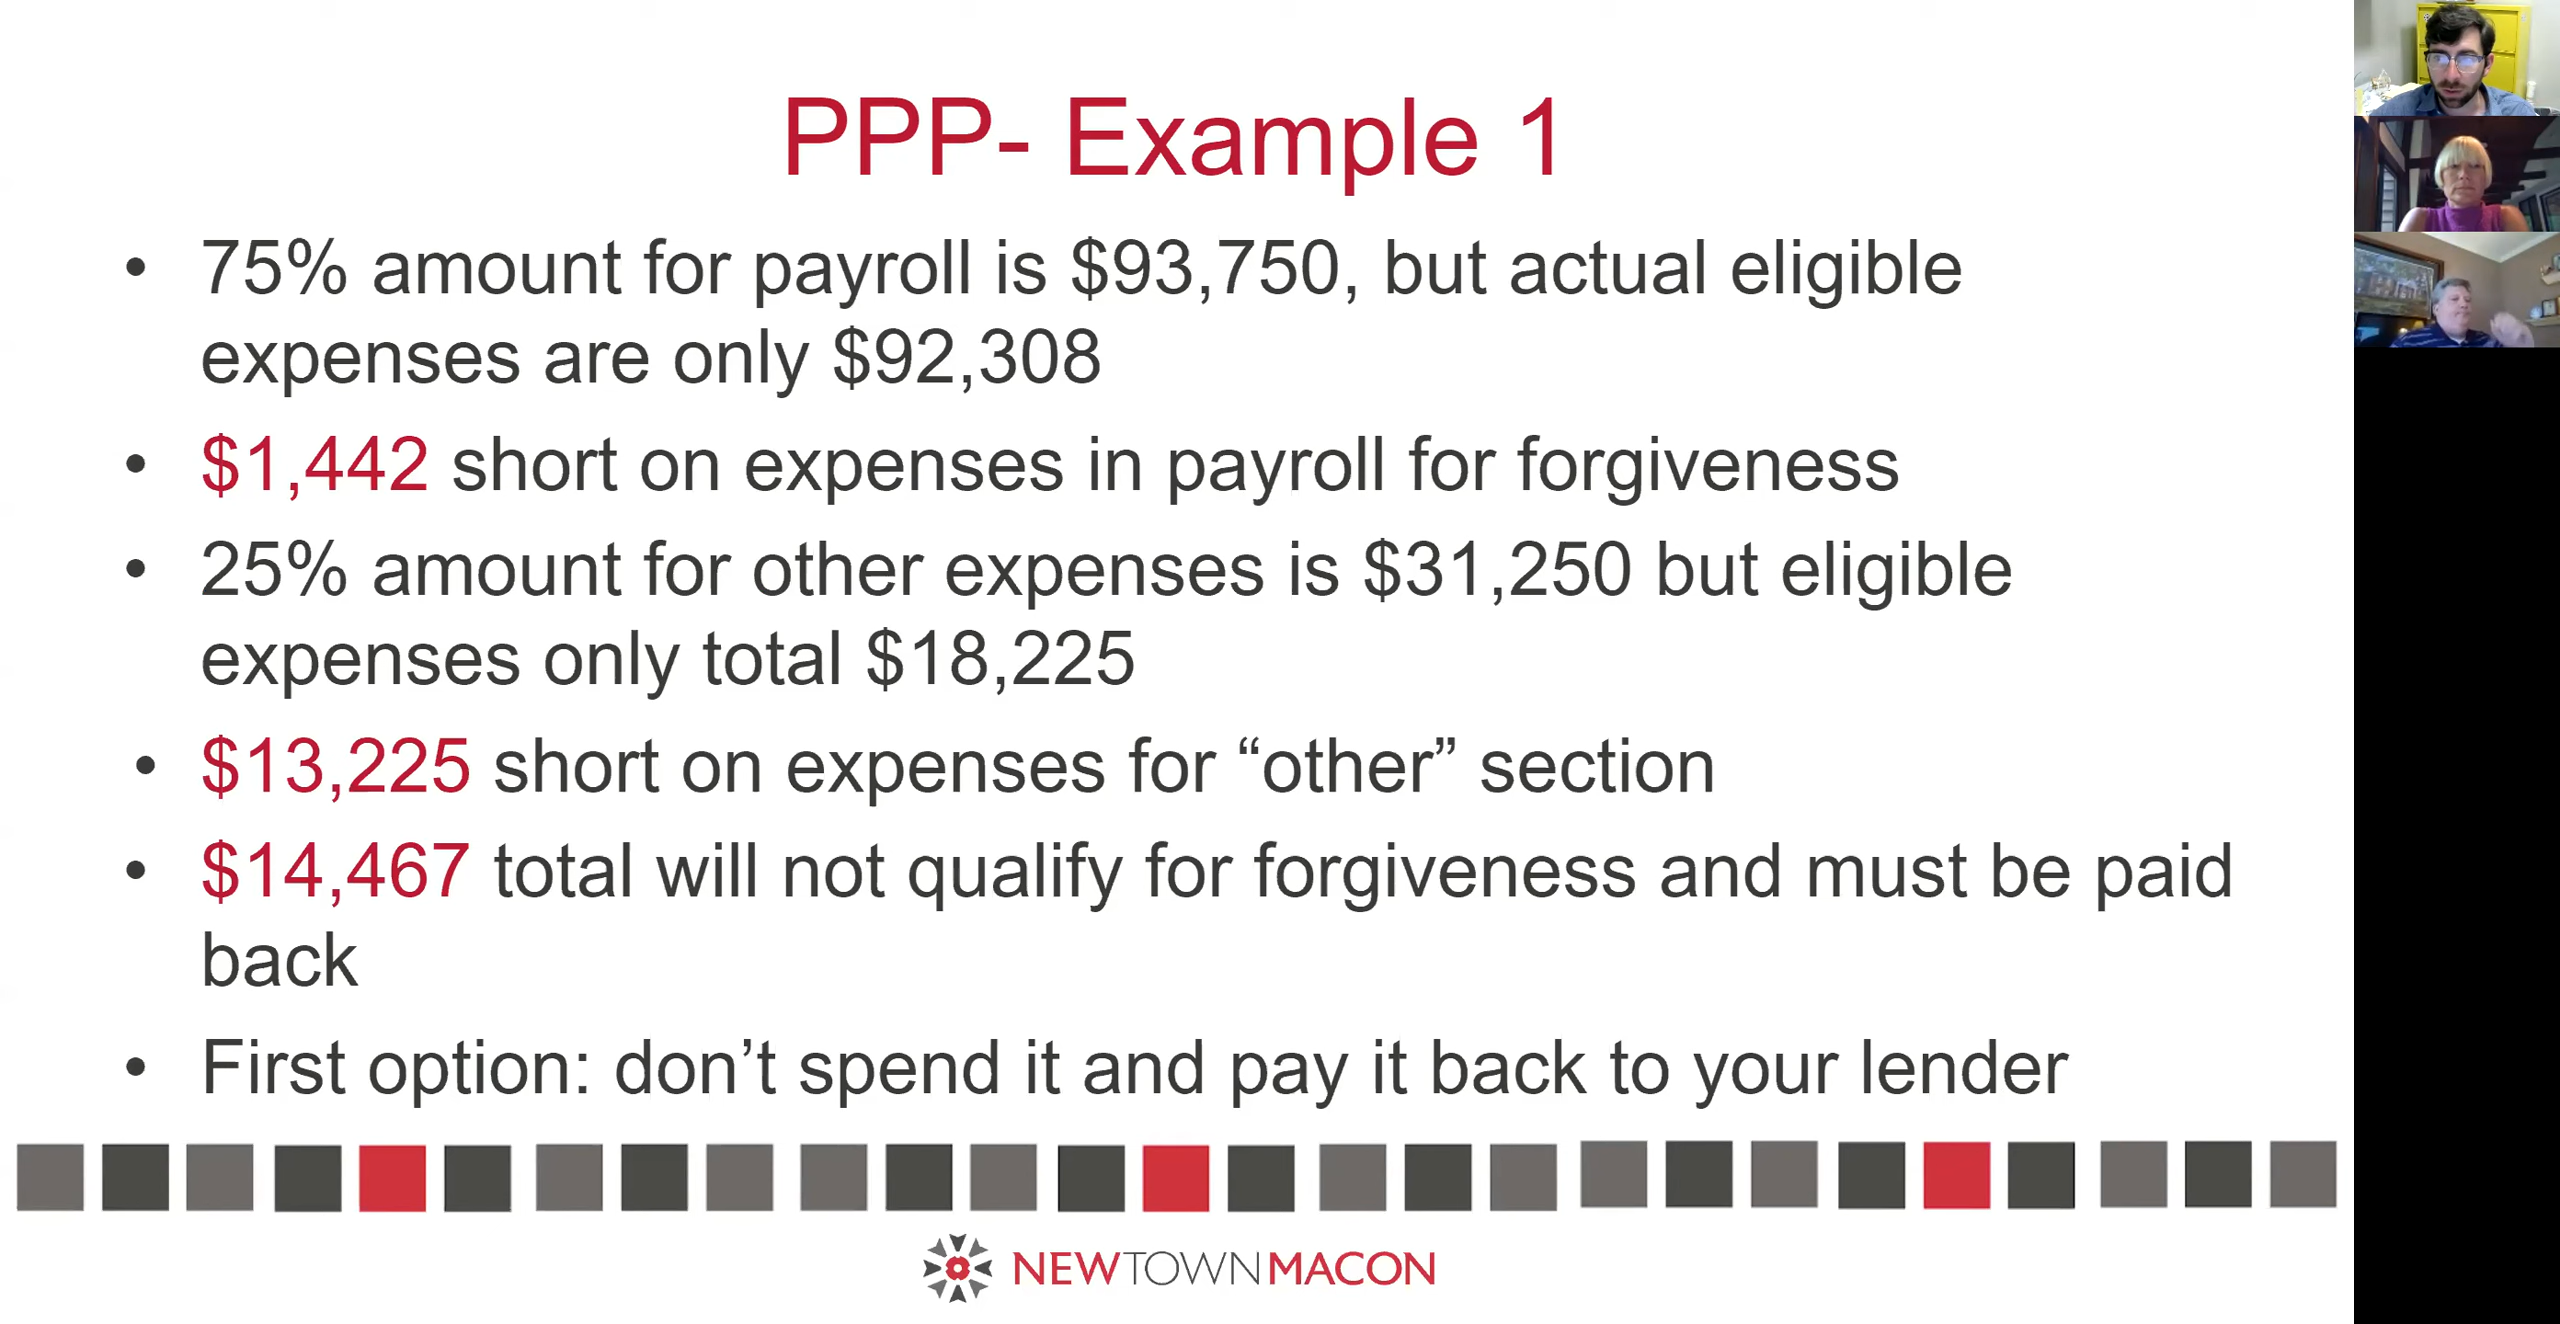 PPP- Example 1
• 75% amount for payroll is $93,750, but actual eligible
expenses are only $92,308
• $1,442 short on expenses in payroll for forgiveness
• 25% amount for other expenses is $31,250 but eligible
expenses only total $18,225
• $13,225 short on expenses for “other” section
• $14,467 total will not qualify for forgiveness and must be paid
back
• First option: don’t spend it and pay it back to your lender
NEWTOWNMACON